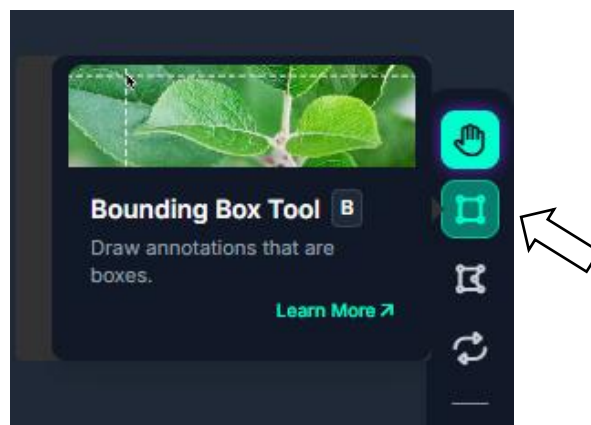 Bounding Box Tool B
Draw annotations that are
boxes.
Learn More